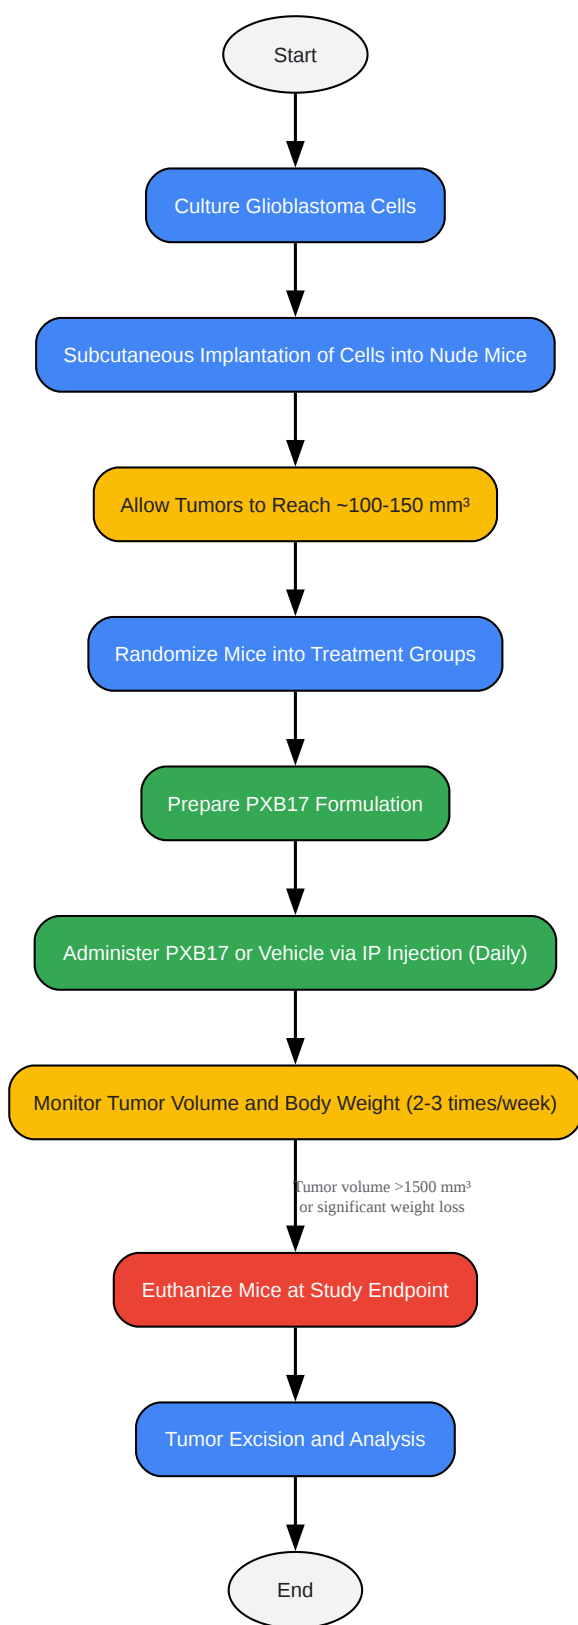 Start
Culture Glioblastoma Cells
Subcutaneous Implantation of Cells into Nude Mice
Allow Tumors to Reach ~100-150 mm³
Randomize Mice into Treatment Groups
Prepare PXB17 Formulation
Administer PXB17 or Vehicle via IP Injection (Daily)
Monitor Tumor Volume and Body Weight (2-3 times/week)
Tumor volume >1500 mm³
or significant weight loss
Euthanize Mice at Study Endpoint
Tumor Excision and Analysis
End